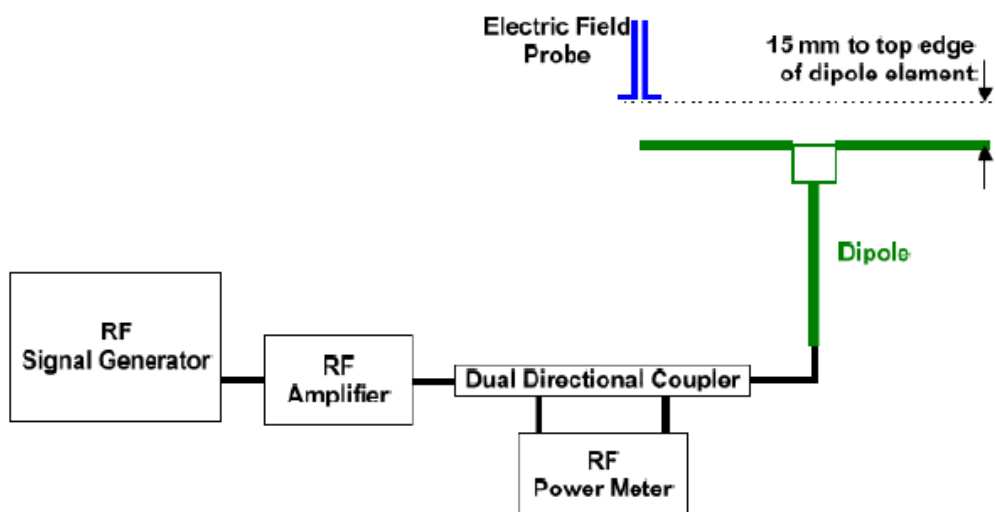 Electric Field
Probe
15 mm to top edge
of dipole element
Dipole
RF
Signal Generator
RF
Amplifier
Dual Directional Coupler
RF
Power Meter